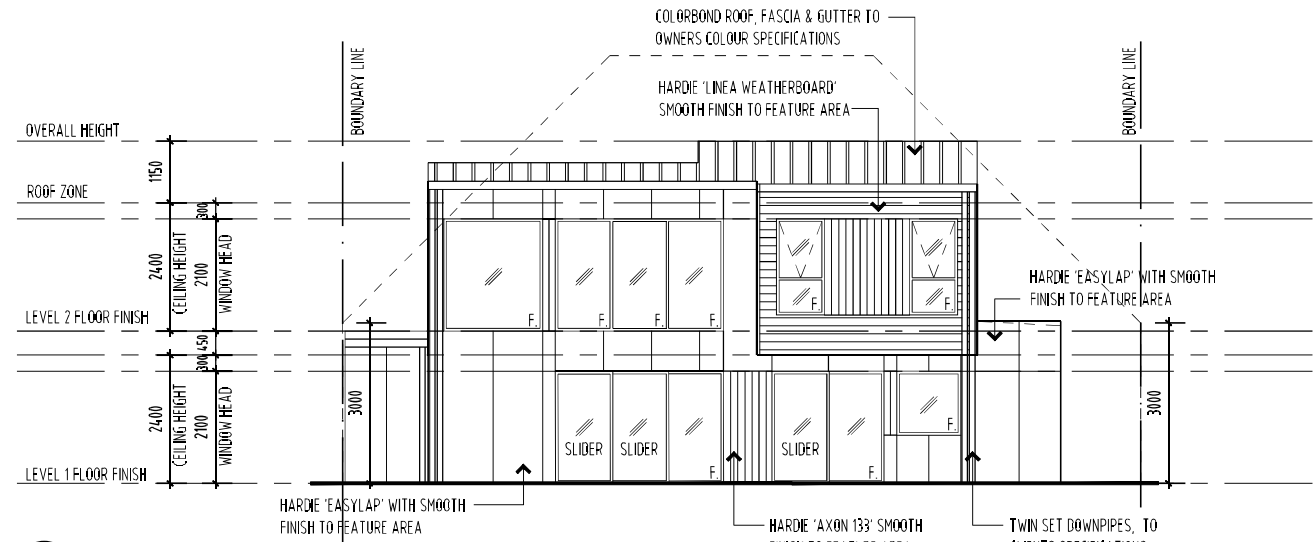 COLORBOND ROOF, FASCIA & GUTTER TO
OWNERS COLOUR SPECIFICATIONS
BOUNDARY LINE
BOUNDARY LINE
HARDIE 'LINEA WEATHERBOARD'
SMOOTH FINISH TO FEATURE AREA
OVERALL HEIGHT
1150
ROOF ZONE
300
2400
CEILING HEIGHT
2100
WINDOW HEAD
F.
F.
F.
F.
F.
F.
HARDIE 'EASYLAP' WITH SMOOTH
FINISH TO FEATURE AREA
LEVEL 2 FLOOR FINISH
450
300
2400
CEILING HEIGHT
2100
WINDOW HEAD
3000
3000
SLIDER
SLIDER
F.
SLIDER
F.
F.
LEVEL 1 FLOOR FINISH
HARDIE 'EASYLAP' WITH SMOOTH
FINISH TO FEATURE AREA
HARDIE 'AXON 133' SMOOTH
TWIN SET DOWNPIPES, TO